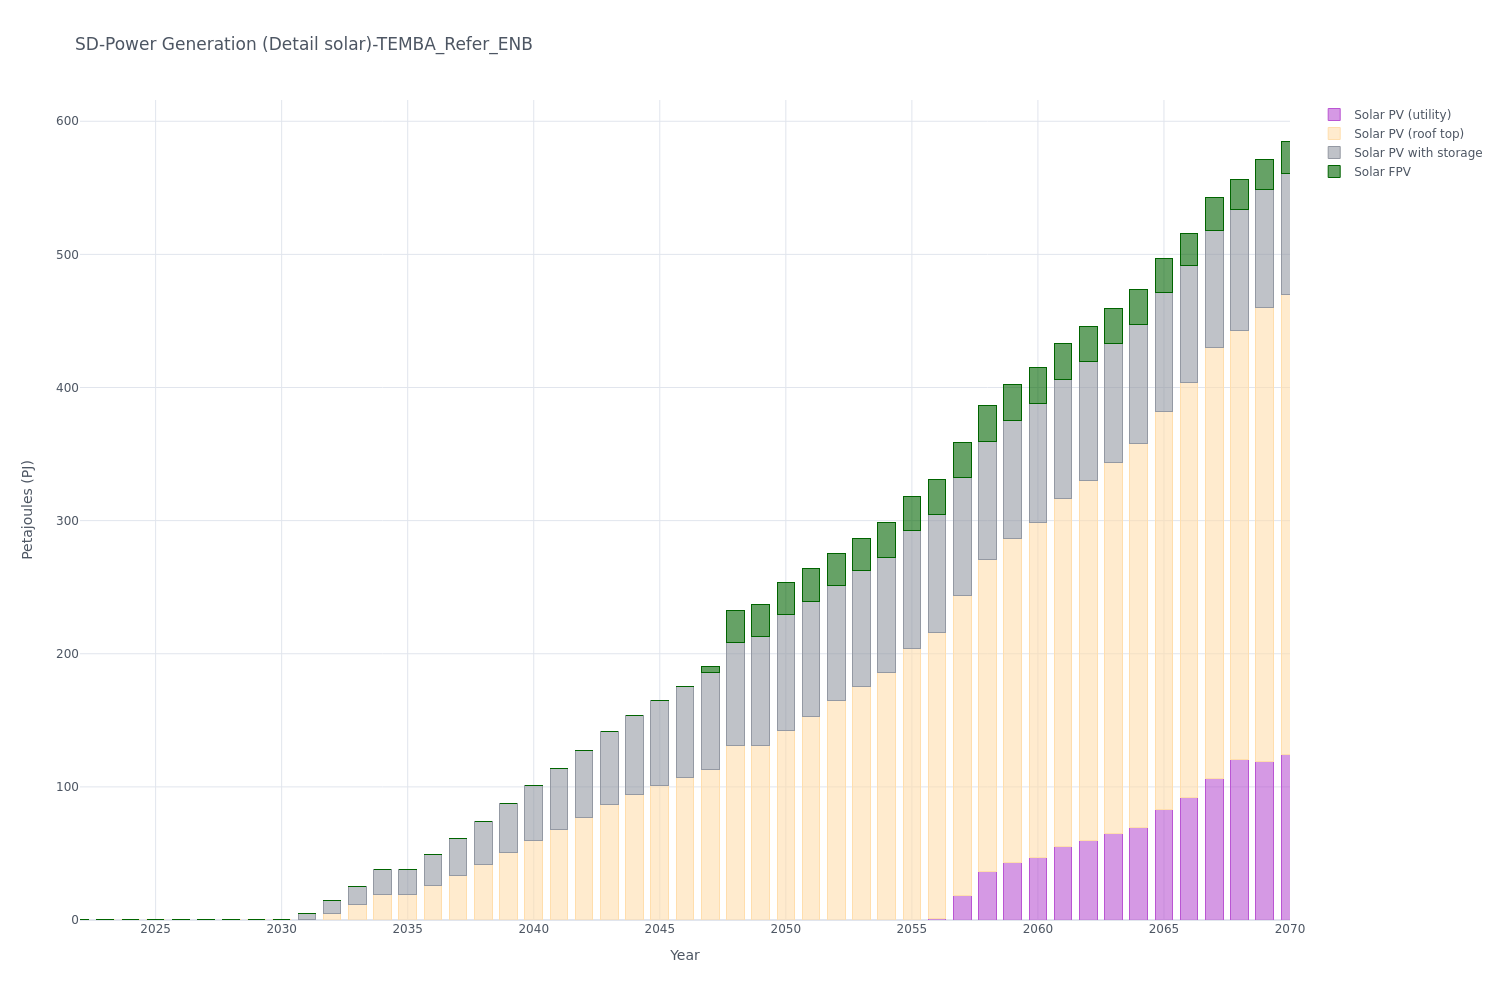 SD-Power Generation (Detail solar)-TEMBA_Refer_ENB
Solar PV (utility)
Solar PV (roof top)
Solar PV with storage
Solar FPV
Petajoules (PJ)
600
500
400
300
200
100
0
2025 2030 2035 2040 2045 2050 2055 2060 2065 2070
Year